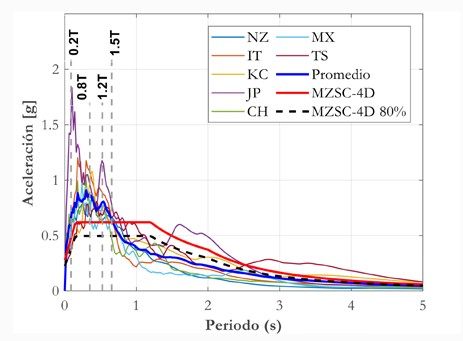 0.2T
0.8T
1.2T
1.5T
NZ MX
IT TS
KC Promedio
JP MZSC-4D
CH MZSC-4D 80%
Aceleración [g]
2
1.5
1
0.5
0
0 1 2 3 4 5
Periodo (s)